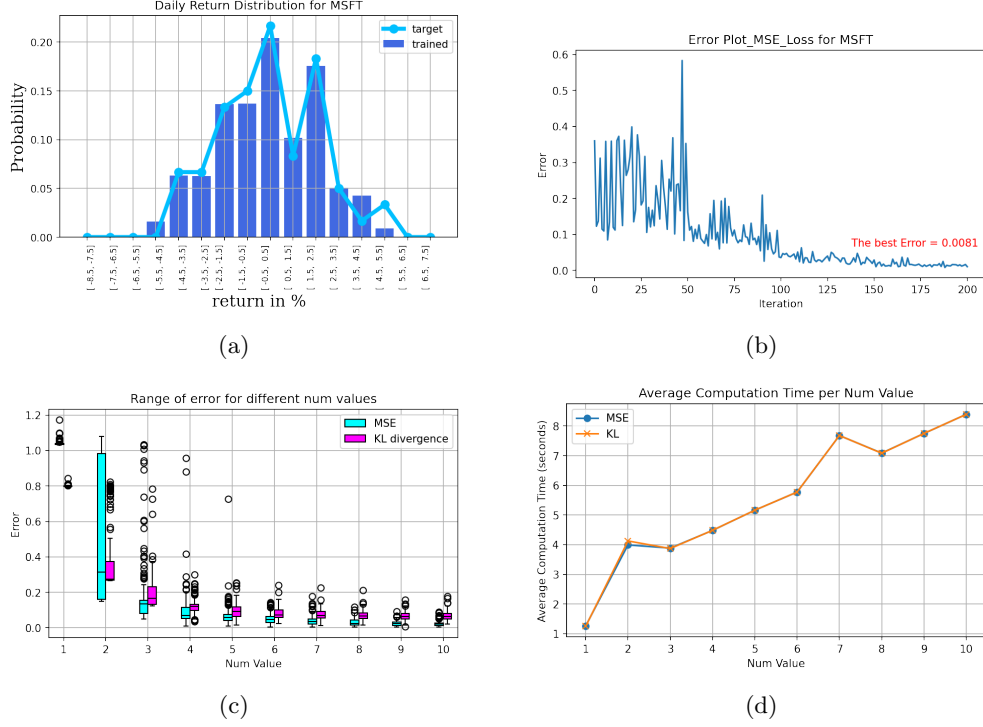 Daily Return Distribution for MSFT
target
trained
Probability
0.20
0.15
0.10
0.05
0.00
[ -8.5, -7.5]
[ -7.5, -6.5]
[ -6.5, -5.5]
[ -5.5, -4.5]
[ -4.5, -3.5]
[ -3.5, -2.5]
[ -2.5, -1.5]
[ -1.5, -0.5]
[ -0.5, 0.5]
[ 0.5, 1.5]
[ 1.5, 2.5]
[ 2.5, 3.5]
[ 3.5, 4.5]
[ 4.5, 5.5]
[ 5.5, 6.5]
[ 6.5, 7.5]
return in %
(a)
Error Plot_MSE_Loss for MSFT
Error
0.6
0.5
0.4
0.3
0.2
0.1
0.0
The best Error = 0.0081
0 25 50 75 100 125 150 175 200
Iteration
(b)
Range of error for different num values
MSE
KL divergence
Error
1.2
1.0
0.8
0.6
0.4
0.2
0.0
1 2 3 4 5 6 7 8 9 10
Num Value
(c)
Average Computation Time per Num Value
MSE
KL
Average Computation Time (seconds)
8
7
6
5
4
3
2
1
1 2 3 4 5 6 7 8 9 10
Num Value
(d)